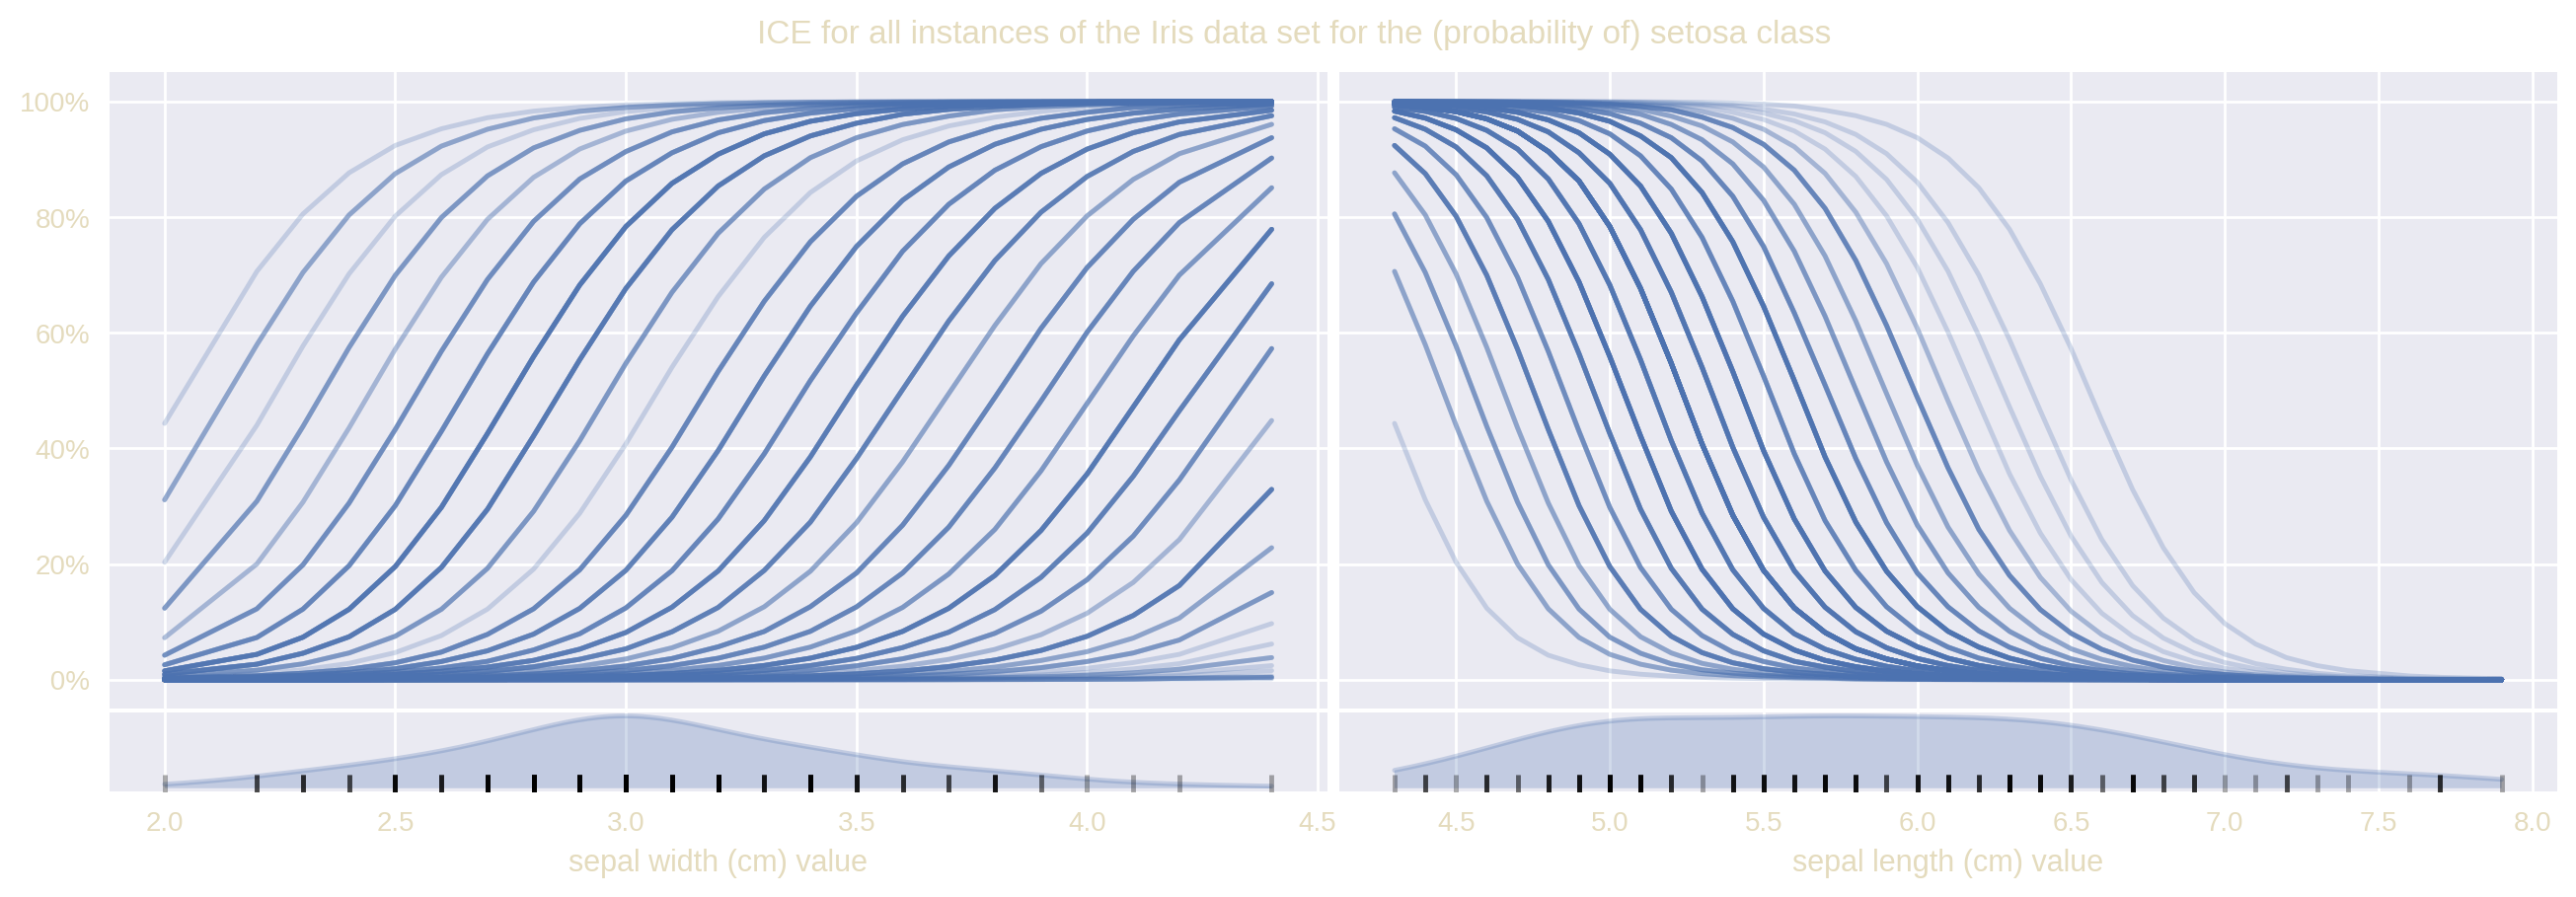 ICE for all instances of the Iris data set for the (probability of) setosa class
100%
80%
60%
40%
20%
0%
2.0 2.5 3.0 3.5 4.0 4.5 4.5 5.0 5.5 6.0 6.5 7.0 7.5 8.0
sepal width (cm) value sepal length (cm) value